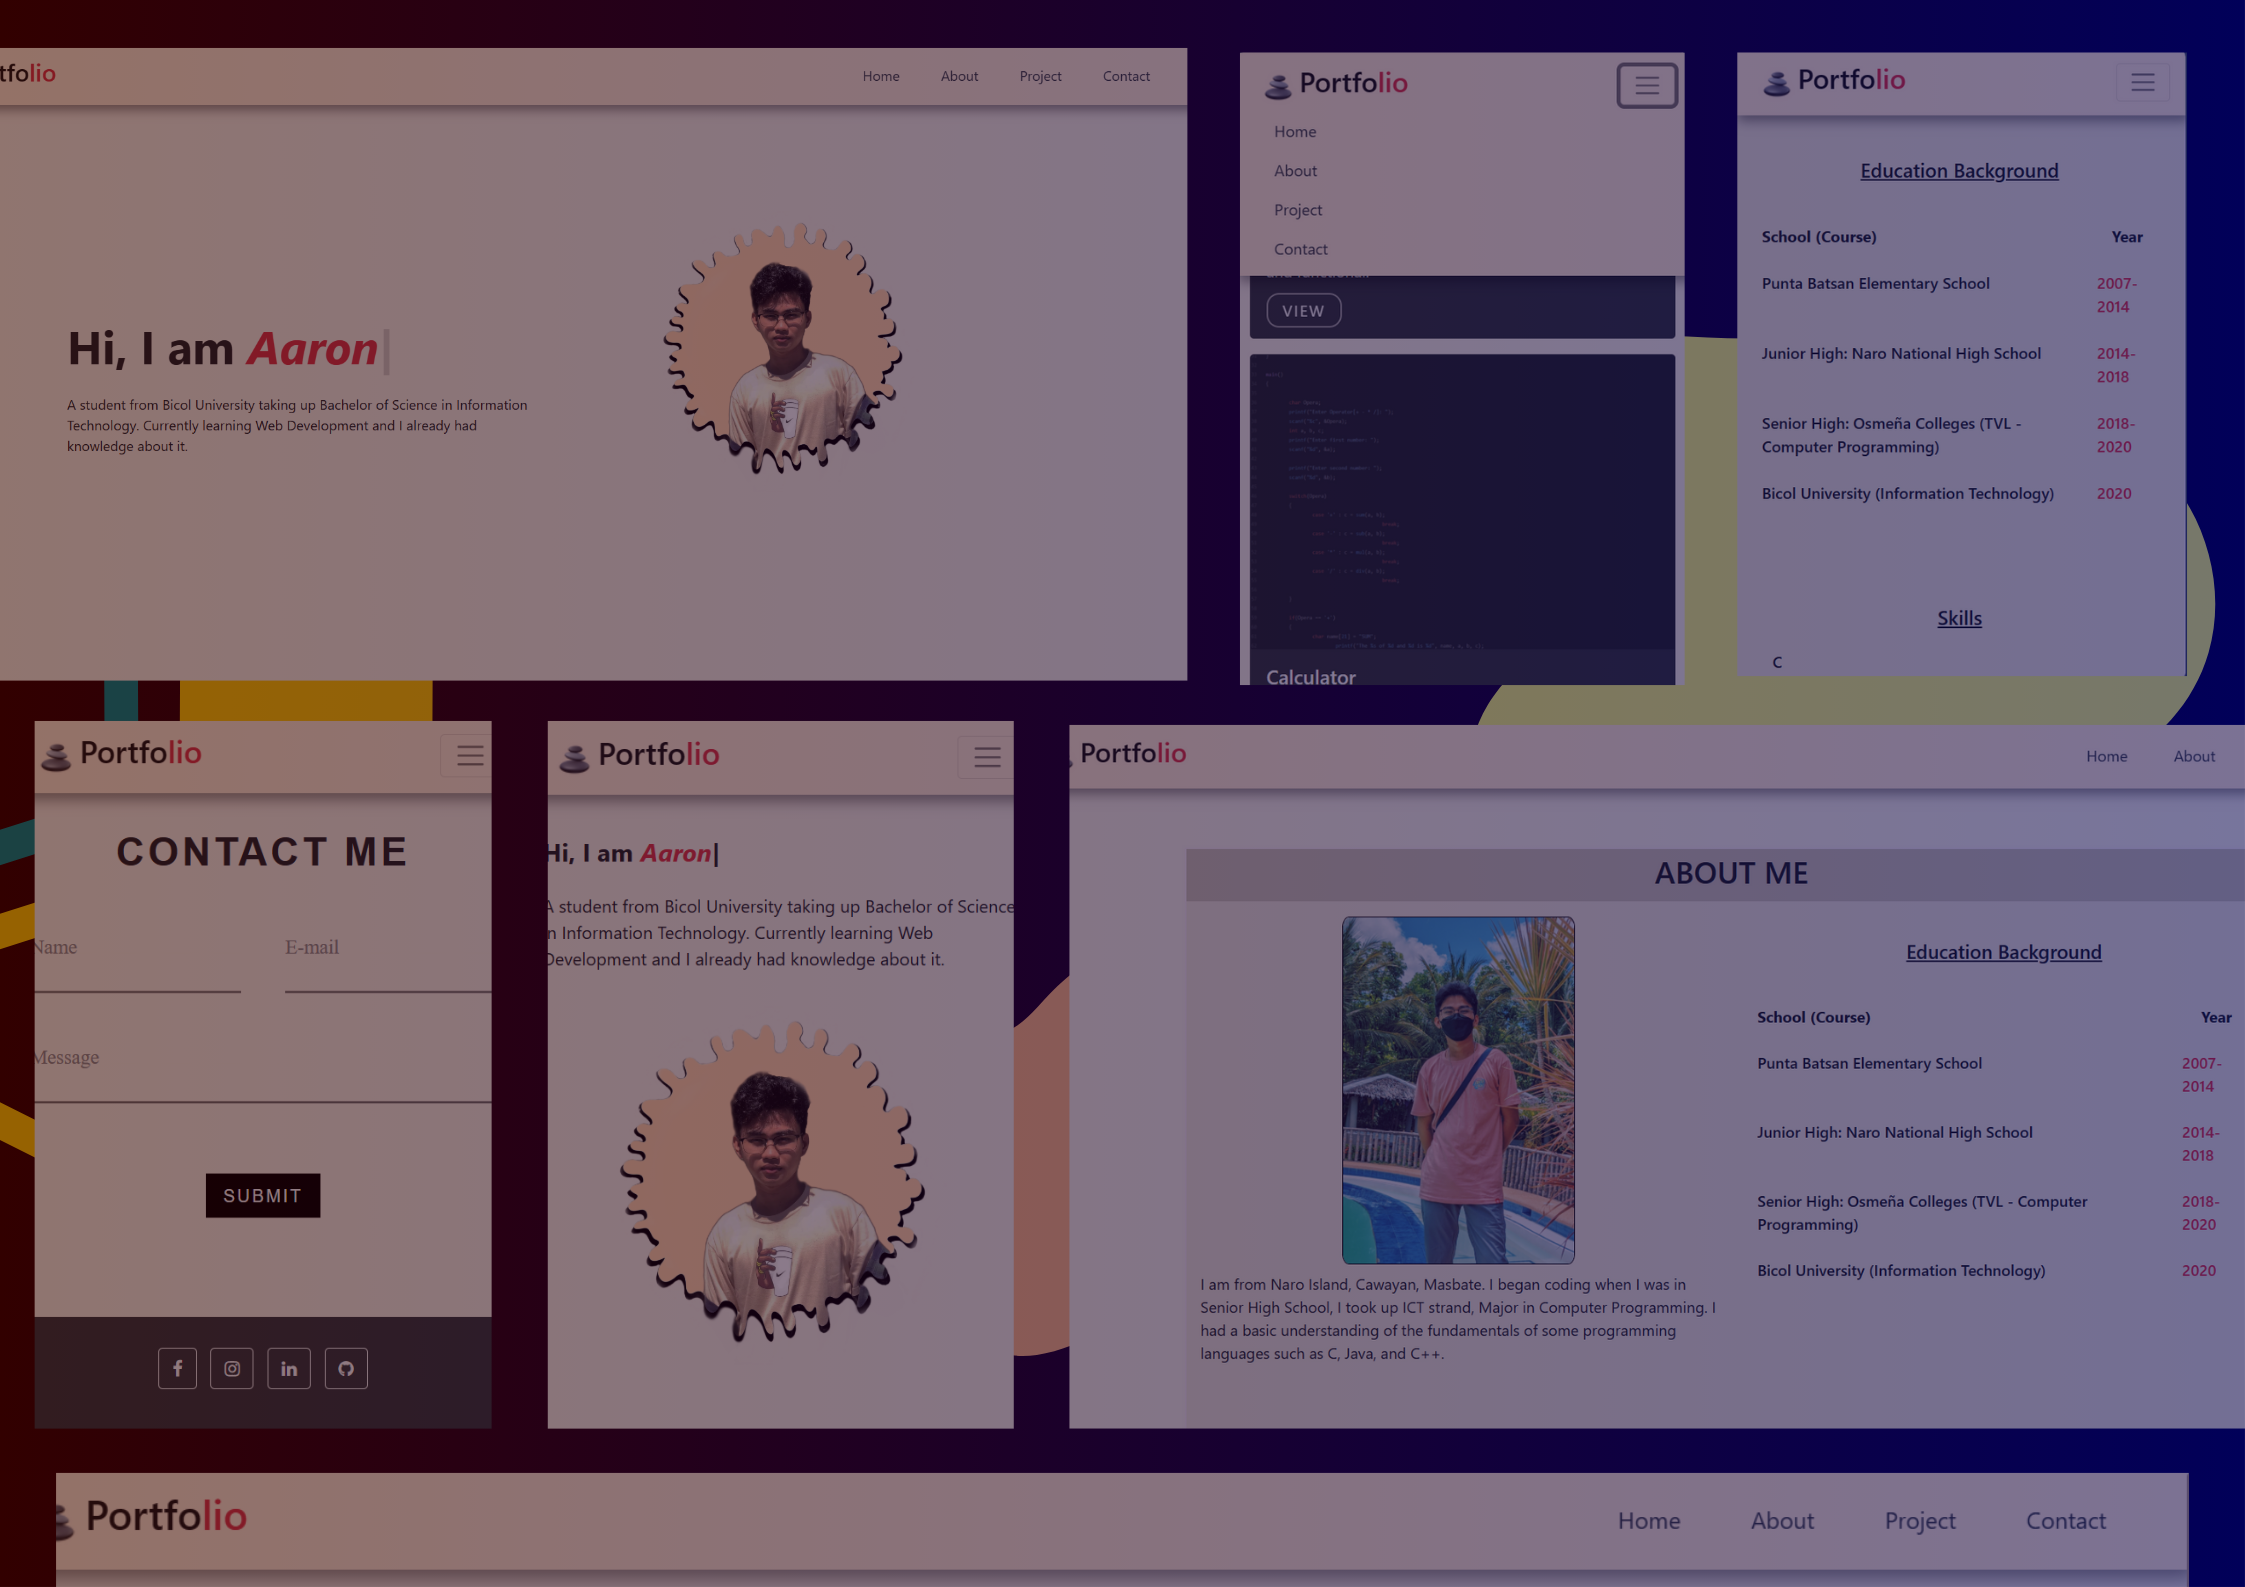 tfolio
Home About Project Contact
Hi, I am Aaron
A student from Bicol University taking up Bachelor of Science in Information
Technology. Currently learning Web Development and I already had
knowledge about it.
Portfolio
Home
About
Project
Contact
VIEW
Calculator
Portfolio
Education Background
School (Course) Year
Punta Batsan Elementary School 2007-
2014
Junior High: Naro National High School 2014-
2018
Senior High: Osmeña Colleges (TVL - 2018-
Computer Programming) 2020
Bicol University (Information Technology) 2020
Skills
C
Portfolio
CONTACT ME
Name E-mail
Message
SUBMIT
Portfolio
Hi, I am Aaron|
A student from Bicol University taking up Bachelor of Science
in Information Technology. Currently learning Web
Development and I already had knowledge about it.
Portfolio
Home About
ABOUT ME
I am from Naro Island, Cawayan, Masbate. I began coding when I was in
Senior High School, I took up ICT strand, Major in Computer Programming. I
had a basic understanding of the fundamentals of some programming
languages such as C, Java, and C++.
Education Background
School (Course) Year
Punta Batsan Elementary School 2007-
2014
Junior High: Naro National High School 2014-
2018
Senior High: Osmeña Colleges (TVL - Computer 2018-
Programming) 2020
Bicol University (Information Technology) 2020
Portfolio
Home About Project Contact